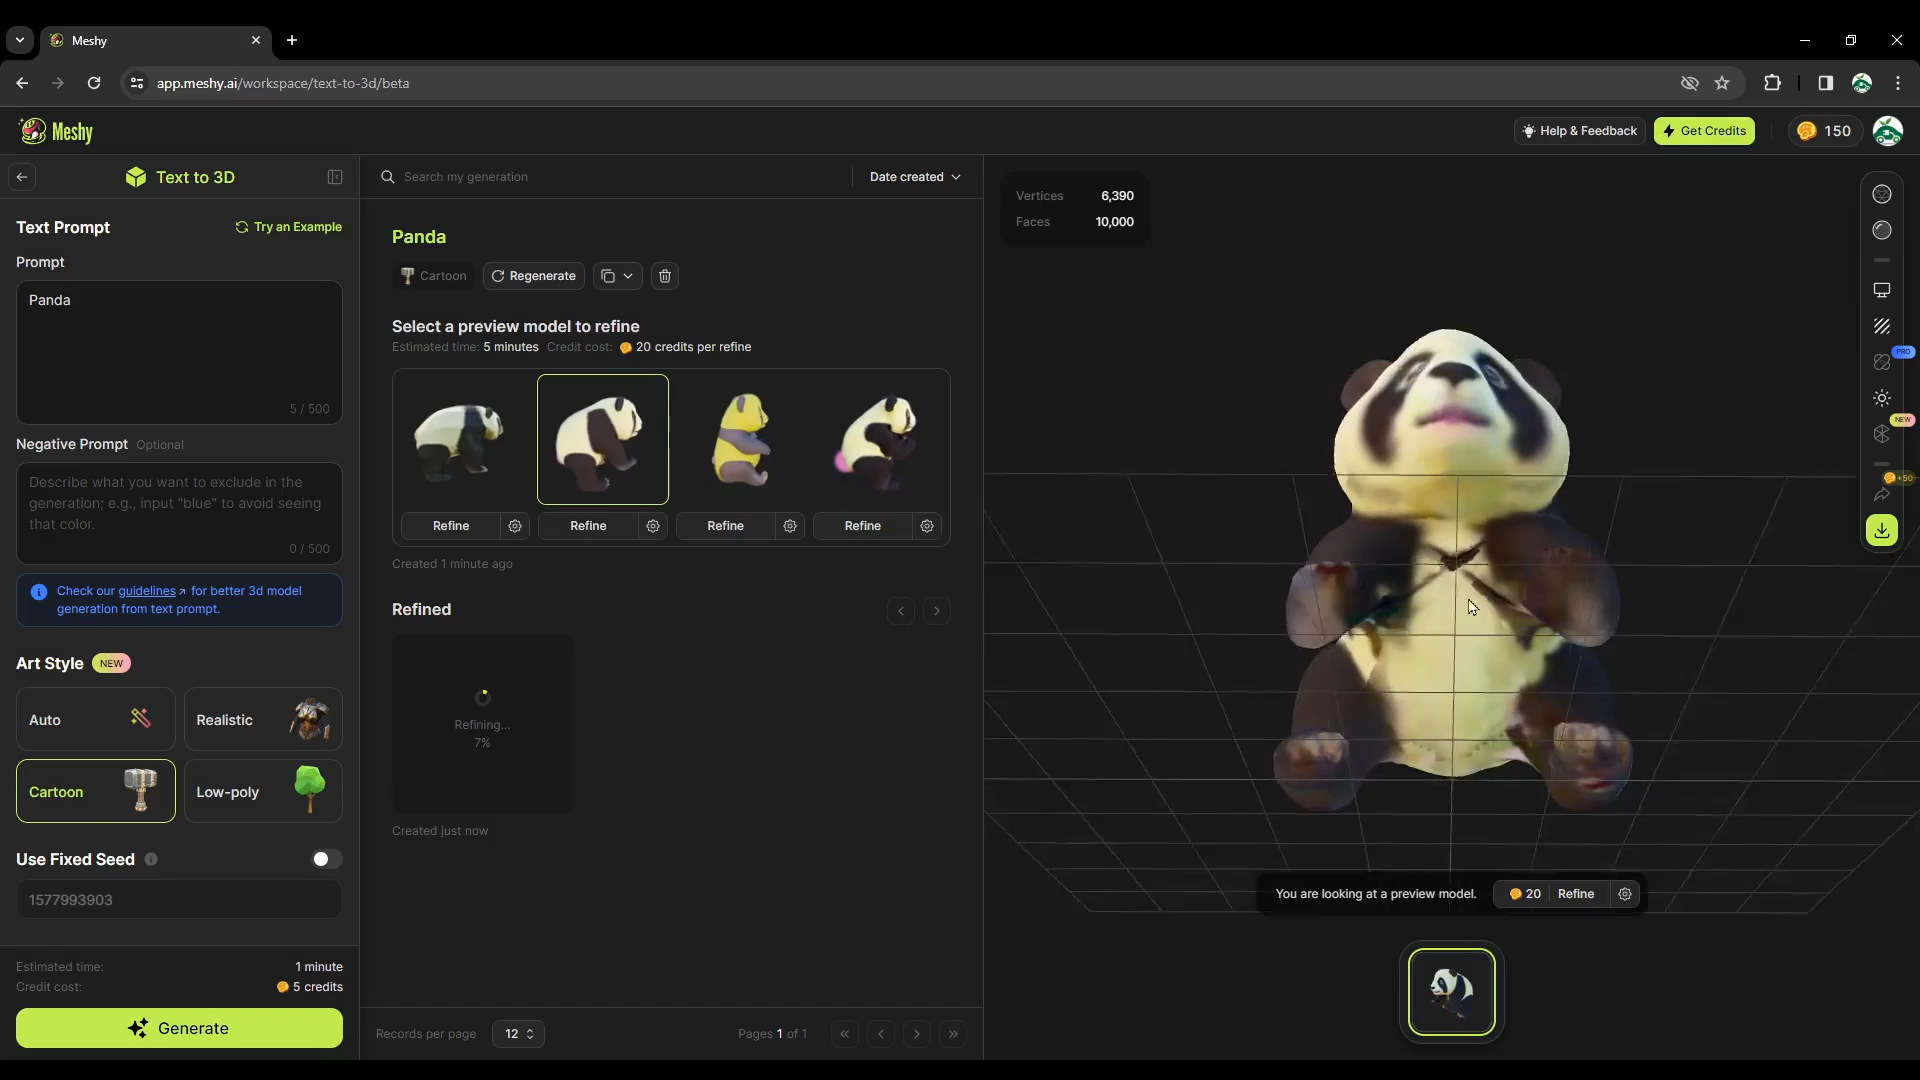 Meshy
app.meshy.ai/workspace/text-to-3d/beta
Meshy
Help & Feedback
Get Credits
150
Text to 3D
Search my generation
Date created
Text Prompt
Try an Example
Prompt
Panda
5 / 500
Negative Prompt Optional
Describe what you want to exclude in the
generation; e.g., input "blue" to avoid seeing
that color.
0 / 500
Check our guidelines for better 3d model
generation from text prompt.
Art Style NEW
Auto
Realistic
Cartoon
Low-poly
Use Fixed Seed
1577993903
Estimated time: 1 minute
Credit cost: 5 credits
Generate
Panda
Cartoon
Regenerate
Select a preview model to refine
Estimated time: 5 minutes Credit cost: 20 credits per refine
Refine
Refine
Refine
Refine
Created 1 minute ago
Refined
Refining...
7%
Created just now
Records per page 12
Pages 1 of 1
Vertices 6,390
Faces 10,000
PRO
NEW
+50
You are looking at a preview model.
20 Refine